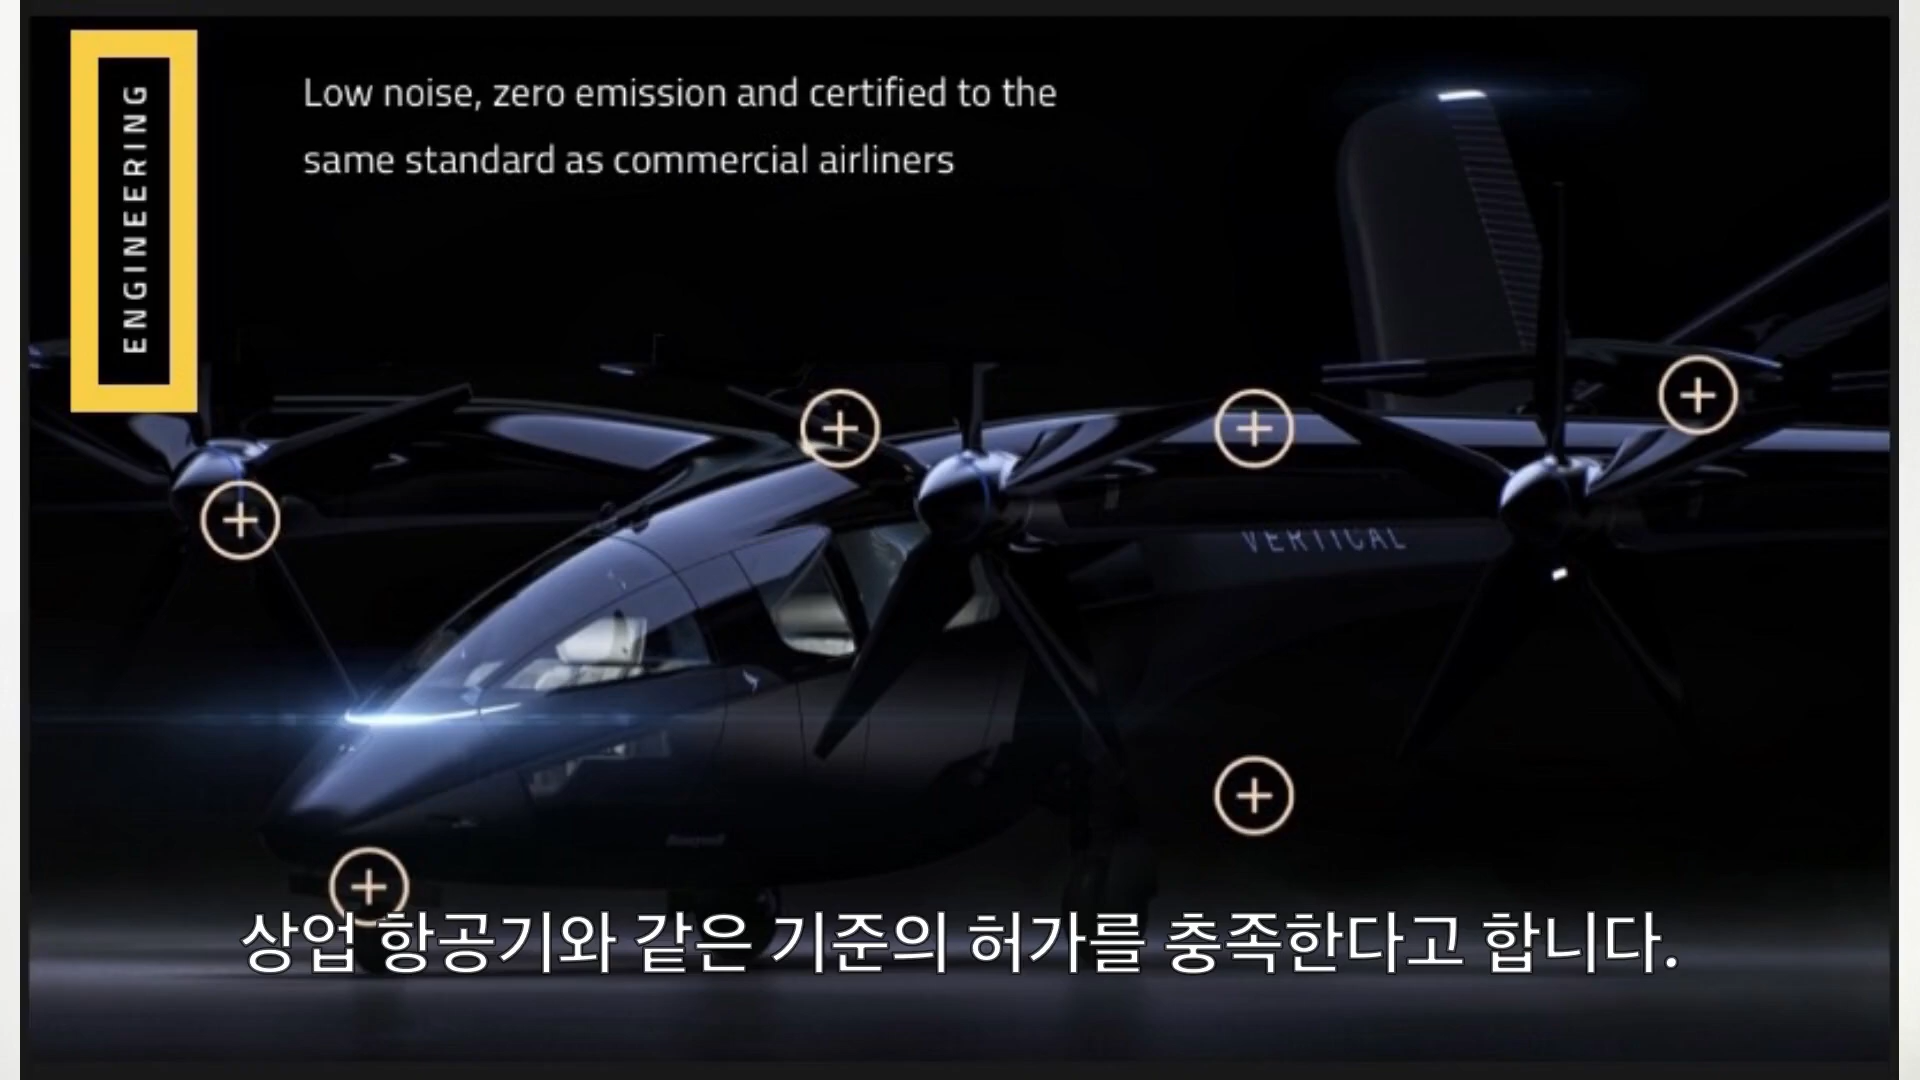 ENGINEERING
Low noise, zero emission and certified to the
same standard as commercial airliners
VERTICAL
상업 항공기와 같은 기준의 허가를 충족한다고 합니다.